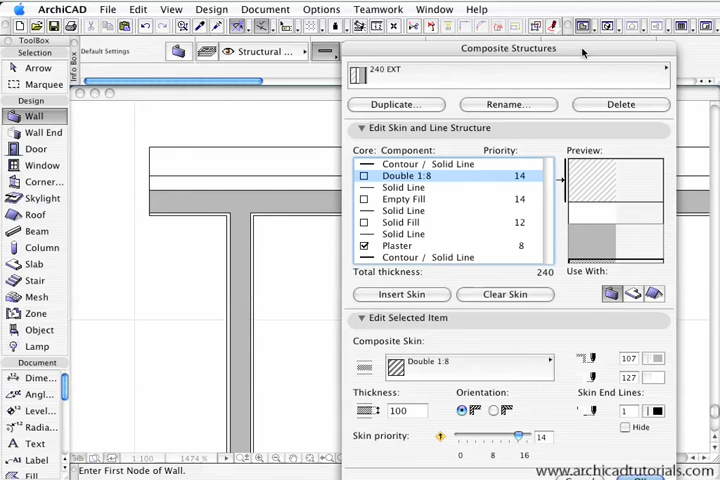 ArchiCAD File Edit View Design Document Options Teamwork Window Help
ToolBox
Selection
Arrow
Marquee
Design
Wall
Wall End
Door
Window
Corner...
Skylight
Roof
Beam
Column
Slab
Stair
Mesh
Zone
Object
Lamp
Document
Dime...
Angl...
Level...
Radia...
Text
Label
Fill
Info Box
Default Settings
Structural ...
Composite Structures
240 EXT
Duplicate...
Rename...
Delete
Edit Skin and Line Structure
Core: Component: Priority: Preview:
Contour / Solid Line
Double 1:8 14
Solid Line
Empty Fill 14
Solid Line
Solid Fill 12
Solid Line
Plaster 8
Contour / Solid Line
Total thickness: 240 Use With:
Insert Skin
Clear Skin
Edit Selected Item
Composite Skin:
Double 1:8
107
127
Thickness: Orientation: Skin End Lines:
100
1
Hide
Skin priority:
14
0 8 16
1:100 1474 %
Enter First Node of Wall.
www.archicadtutorials.com